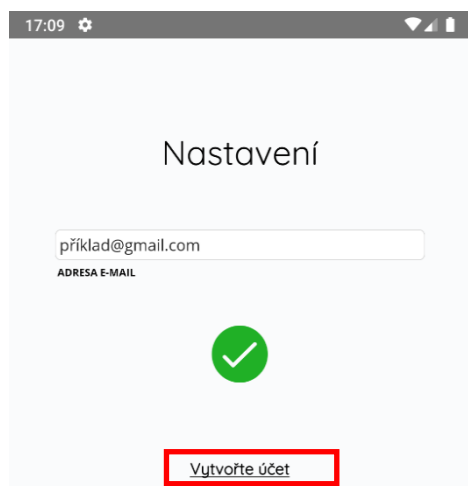 17:09
Nastavení
příklad@gmail.com
ADRESA E-MAIL
Vytvořte účet